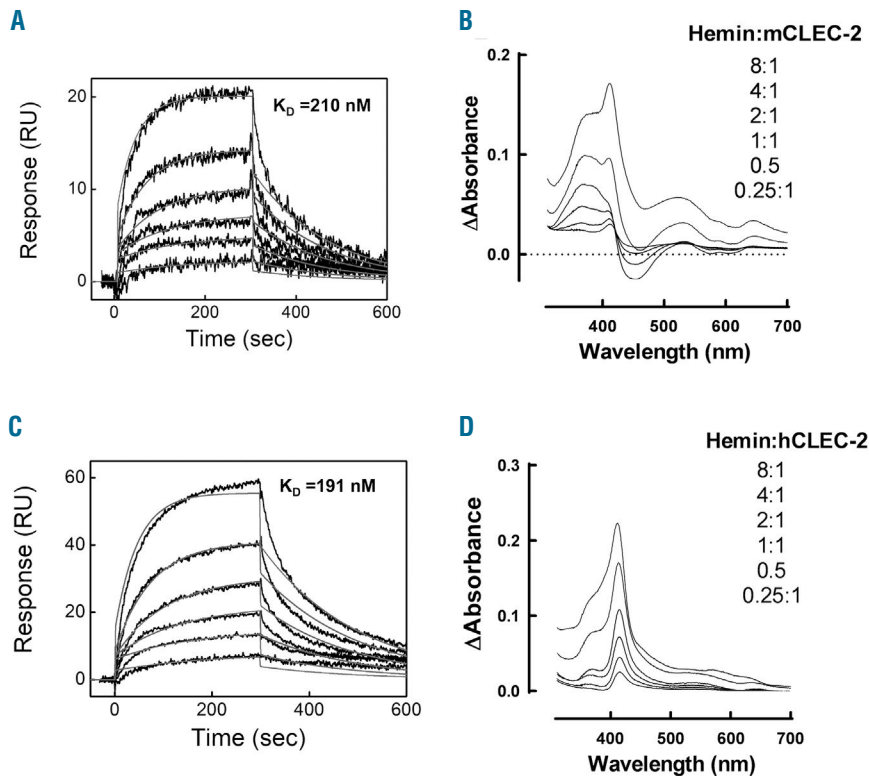 A
K_D =210 nM
Response (RU)
20
10
0
0 200 400 600
Time (sec)
B
Hemin:mCLEC-2
8:1
4:1
2:1
1:1
0.5
0.25:1
ΔAbsorbance
0.2
0.1
0.0
400 500 600 700
Wavelength (nm)
C
K_D =191 nM
Response (RU)
60
40
20
0
0 200 400 600
Time (sec)
D
Hemin:hCLEC-2
8:1
4:1
2:1
1:1
0.5
0.25:1
ΔAbsorbance
0.3
0.2
0.1
0.0
400 500 600 700
Wavelength (nm)